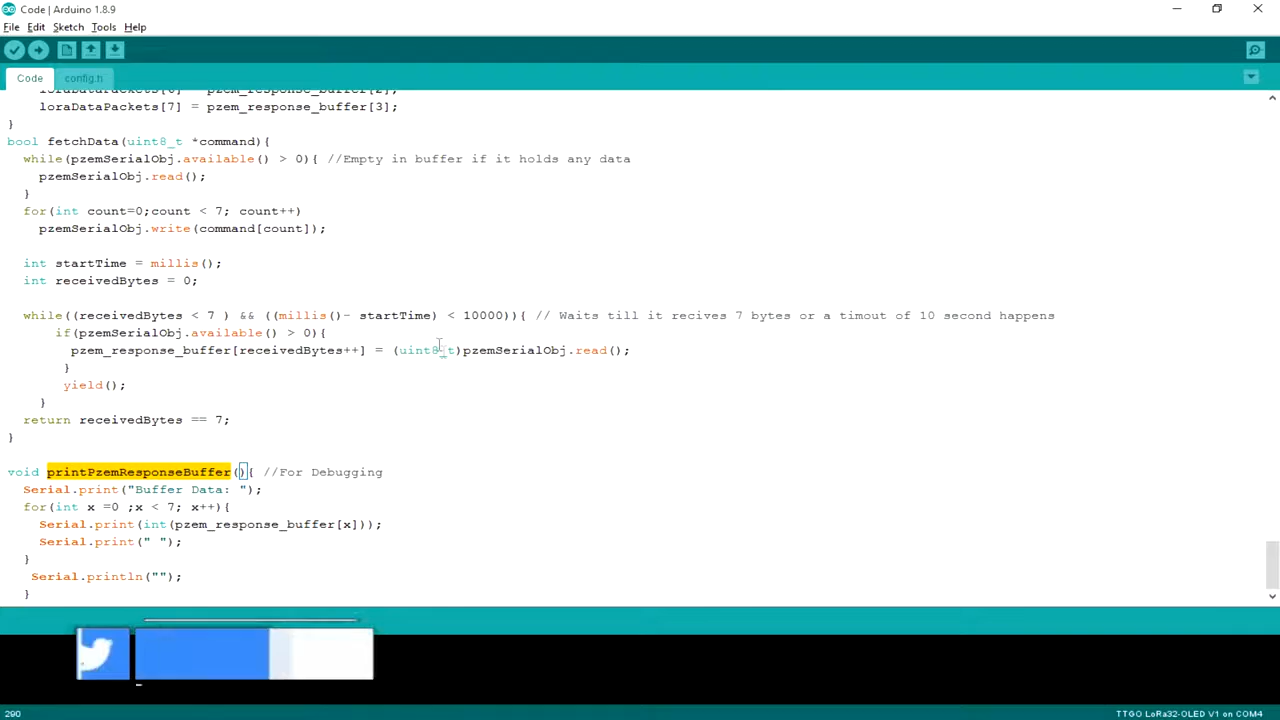 Code | Arduino 1.8.9
File Edit Sketch Tools Help
Code config.h
loraDataPackets[6] = pzem_response_buffer[2];
loraDataPackets[7] = pzem_response_buffer[3];
}
bool fetchData(uint8_t *command){
while(pzemSerialObj.available() > 0){ //Empty in buffer if it holds any data
pzemSerialObj.read();
}
for(int count=0;count < 7; count++)
pzemSerialObj.write(command[count]);
int startTime = millis();
int receivedBytes = 0;
while((receivedBytes < 7 ) && ((millis()- startTime) < 10000)){ // Waits till it recives 7 bytes or a timout of 10 second happens
if(pzemSerialObj.available() > 0){
pzem_response_buffer[receivedBytes++] = (uint8_t)pzemSerialObj.read();
}
yield();
}
return receivedBytes == 7;
}
void printPzemResponseBuffer(){ //For Debugging
Serial.print("Buffer Data: ");
for(int x =0 ;x < 7; x++){
Serial.print(int(pzem_response_buffer[x]));
Serial.print(" ");
}
Serial.println("");
}
290 TTGO LoRa32-OLED V1 on COM4